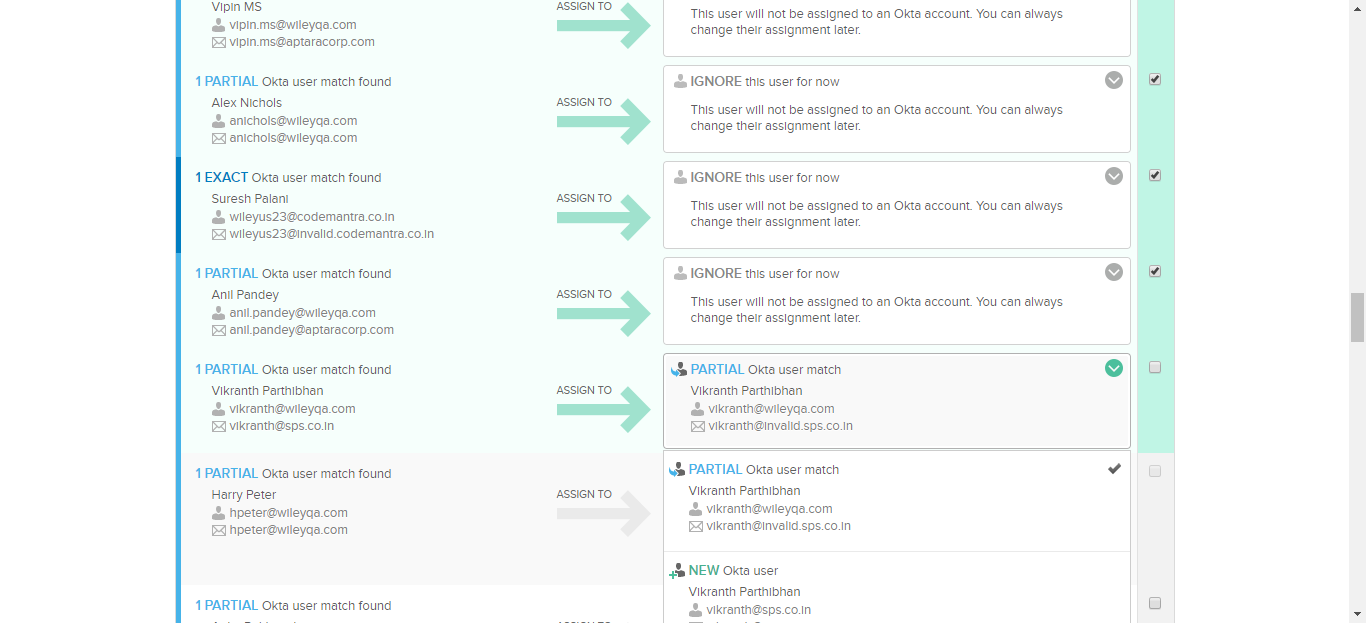 Vipin MS
vipin.ms@wileyqa.com
vipin.ms@aptaracorp.com
ASSIGN TO
This user will not be assigned to an Okta account. You can always
change their assignment later.
1 PARTIAL Okta user match found
Alex Nichols
anichols@wileyqa.com
anichols@wileyqa.com
ASSIGN TO
IGNORE this user for now
This user will not be assigned to an Okta account. You can always
change their assignment later.
1 EXACT Okta user match found
Suresh Palani
wileyus23@codemantra.co.in
wileyus23@invalid.codemantra.co.in
ASSIGN TO
IGNORE this user for now
This user will not be assigned to an Okta account. You can always
change their assignment later.
1 PARTIAL Okta user match found
Anil Pandey
anil.pandey@wileyqa.com
anil.pandey@aptaracorp.com
ASSIGN TO
IGNORE this user for now
This user will not be assigned to an Okta account. You can always
change their assignment later.
1 PARTIAL Okta user match found
Vikranth Parthibhan
vikranth@wileyqa.com
vikranth@sps.co.in
ASSIGN TO
PARTIAL Okta user match
Vikranth Parthibhan
vikranth@wileyqa.com
vikranth@invalid.sps.co.in
1 PARTIAL Okta user match found
Harry Peter
hpeter@wileyqa.com
hpeter@wileyqa.com
ASSIGN TO
PARTIAL Okta user match
Vikranth Parthibhan
vikranth@wileyqa.com
vikranth@invalid.sps.co.in
NEW Okta user
Vikranth Parthibhan
vikranth@sps.co.in
1 PARTIAL Okta user match found